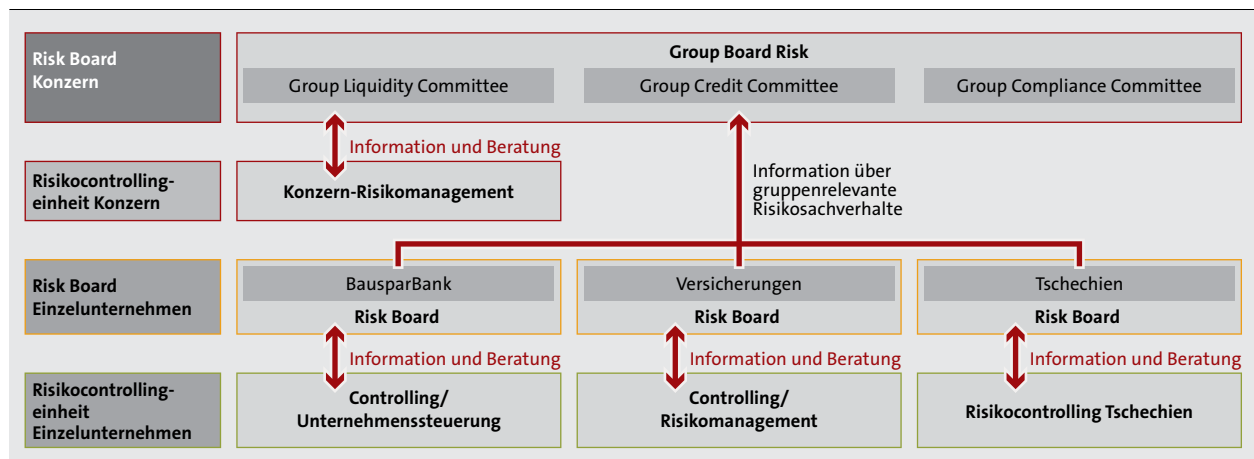 Risk Board
Konzern
Group Board Risk
Group Liquidity Committee
Group Credit Committee
Group Compliance Committee
Information und Beratung
Risikocontrolling-
einheit Konzern
Konzern-Risikomanagement
Information über
gruppenrelevante
Risikosachverhalte
Risk Board
Einzelunternehmen
BausparBank
Risk Board
Versicherungen
Risk Board
Tschechien
Risk Board
Information und Beratung
Information und Beratung
Information und Beratung
Risikocontrolling-
einheit
Einzelunternehmen
Controlling/
Unternehmenssteuerung
Controlling/
Risikomanagement
Risikocontrolling Tschechien